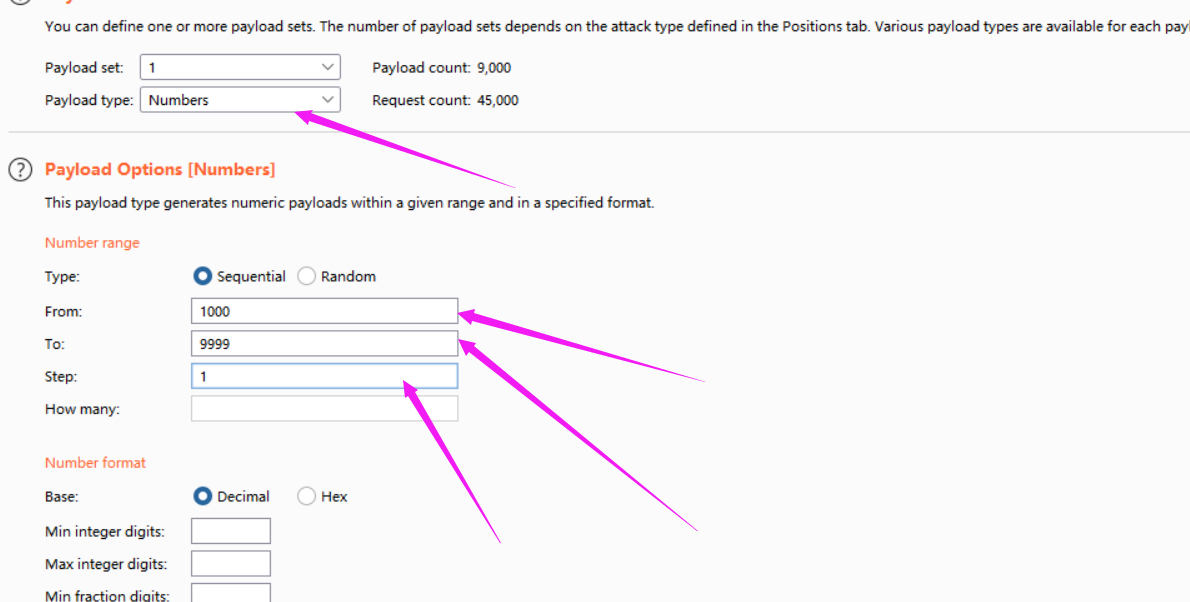 You can define one or more payload sets. The number of payload sets depends on the attack type defined in the Positions tab. Various payload types are available for each
Payload set: 1 Payload count: 9,000
Payload type: Numbers Request count: 45,000
? Payload Options [Numbers]
This payload type generates numeric payloads within a given range and in a specified format.
Number range
Type: Sequential Random
From: 1000
To: 9999
Step: 1
How many:
Number format
Base: Decimal Hex
Min integer digits:
Max integer digits:
Min fraction digits: